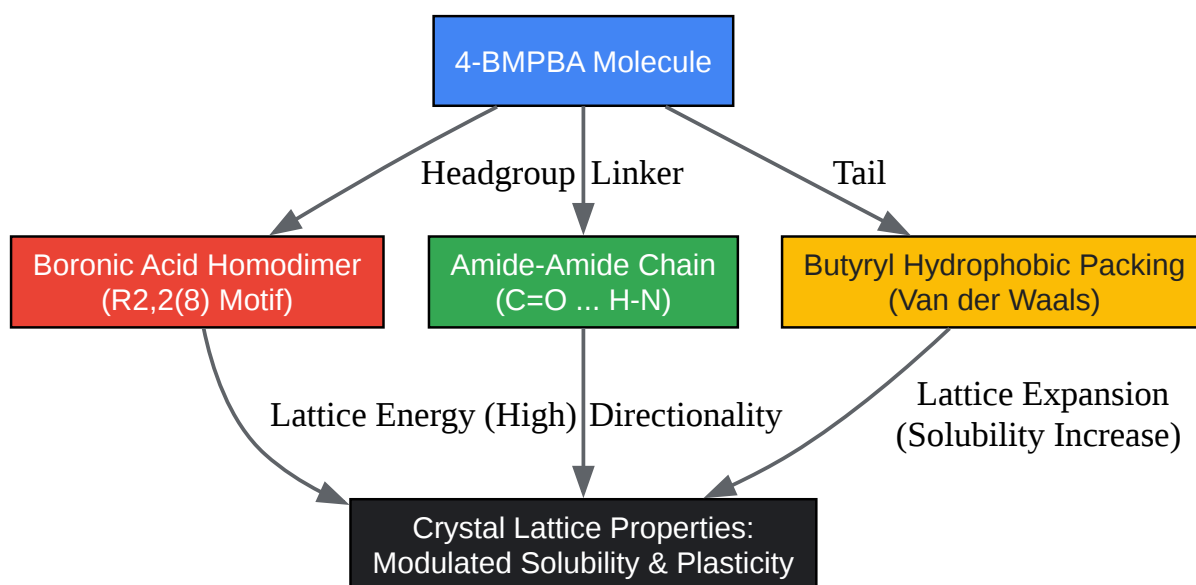 4-BMPBA Molecule
Headgroup
Linker
Tail
Boronic Acid Homodimer
(R2,2(8) Motif)
Amide-Amide Chain
(C=O ... H-N)
Butyryl Hydrophobic Packing
(Van der Waals)
Lattice Energy (High)
Directionality
Lattice Expansion
(Solubility Increase)
Crystal Lattice Properties:
Modulated Solubility & Plasticity